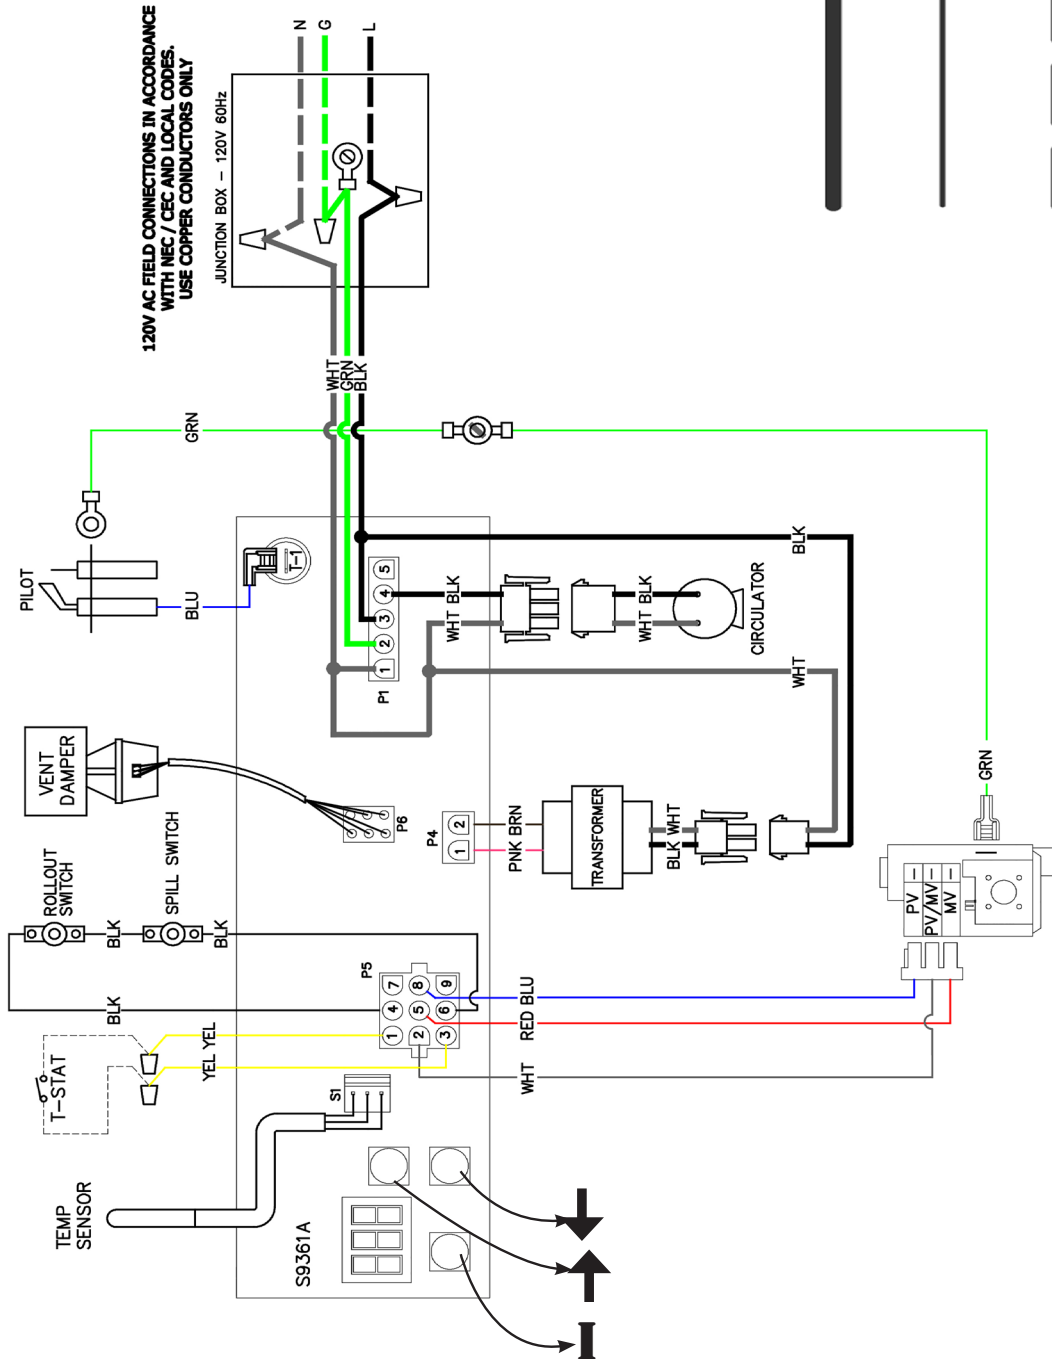 120V AC FIELD CONNECTIONS IN ACCORDANCE
WITH NEC / CEC AND LOCAL CODES.
USE COPPER CONDUCTORS ONLY
JUNCTION BOX – 120V 60Hz
N
G
L
WHT
GRN
BLK
GRN
PILOT
BLU
T-1
5
4
3
2
1
P1
WHT
BLK
WHT
BLK
CIRCULATOR
BLK
WHT
VENT
DAMPER
P6
P4
2
1
PNK
BRN
TRANSFORMER
BLK
WHT
GRN
PV
PV/MV
MV
ROLLOUT
SWITCH
SPILL SWITCH
BLK
BLK
BLK
P5
7
8
9
4
5
6
1
2
3
BLU
RED
WHT
YEL
YEL
T-STAT
S1
TEMP
SENSOR
S9361A